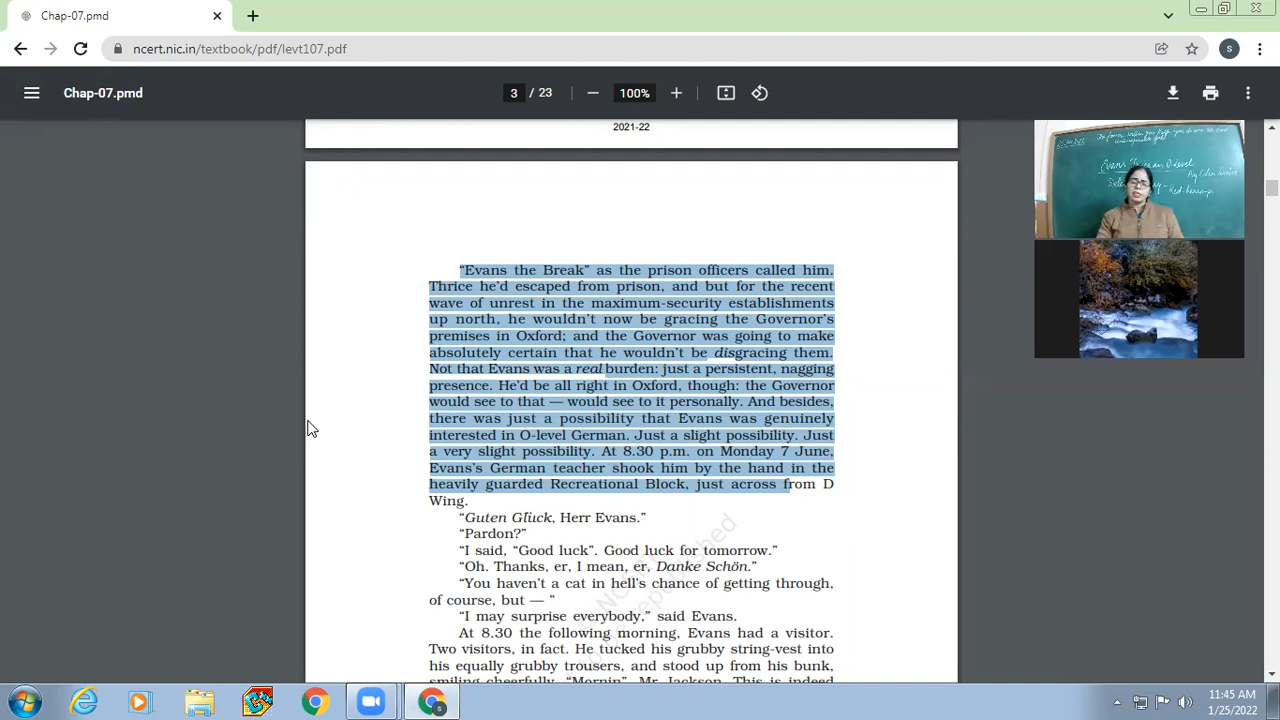 Chap-07.pmd
ncert.nic.in/textbook/pdf/levt107.pdf
S
Chap-07.pmd
3 / 23
100%
2021-22
“Evans the Break” as the prison officers called him.
Thrice he’d escaped from prison, and but for the recent
wave of unrest in the maximum-security establishments
up north, he wouldn’t now be gracing the Governor’s
premises in Oxford; and the Governor was going to make
absolutely certain that he wouldn’t be disgracing them.
Not that Evans was a real burden: just a persistent, nagging
presence. He’d be all right in Oxford, though: the Governor
would see to that — would see to it personally. And besides,
there was just a possibility that Evans was genuinely
interested in O-level German. Just a slight possibility. Just
a very slight possibility. At 8.30 p.m. on Monday 7 June,
Evans’s German teacher shook him by the hand in the
heavily guarded Recreational Block, just across from D
Wing.
“Guten Glück, Herr Evans.”
“Pardon?”
“I said, “Good luck”. Good luck for tomorrow.”
“Oh. Thanks, er, I mean, er, Danke Schön.”
“You haven’t a cat in hell’s chance of getting through,
of course, but — ”
“I may surprise everybody,” said Evans.
At 8.30 the following morning, Evans had a visitor.
Two visitors, in fact. He tucked his grubby string-vest into
his equally grubby trousers, and stood up from his bunk,
smiling cheerfully. “Mornin”, Mr. Jackson. This is indeed
Evans an O-level
11:45 AM
1/25/2022